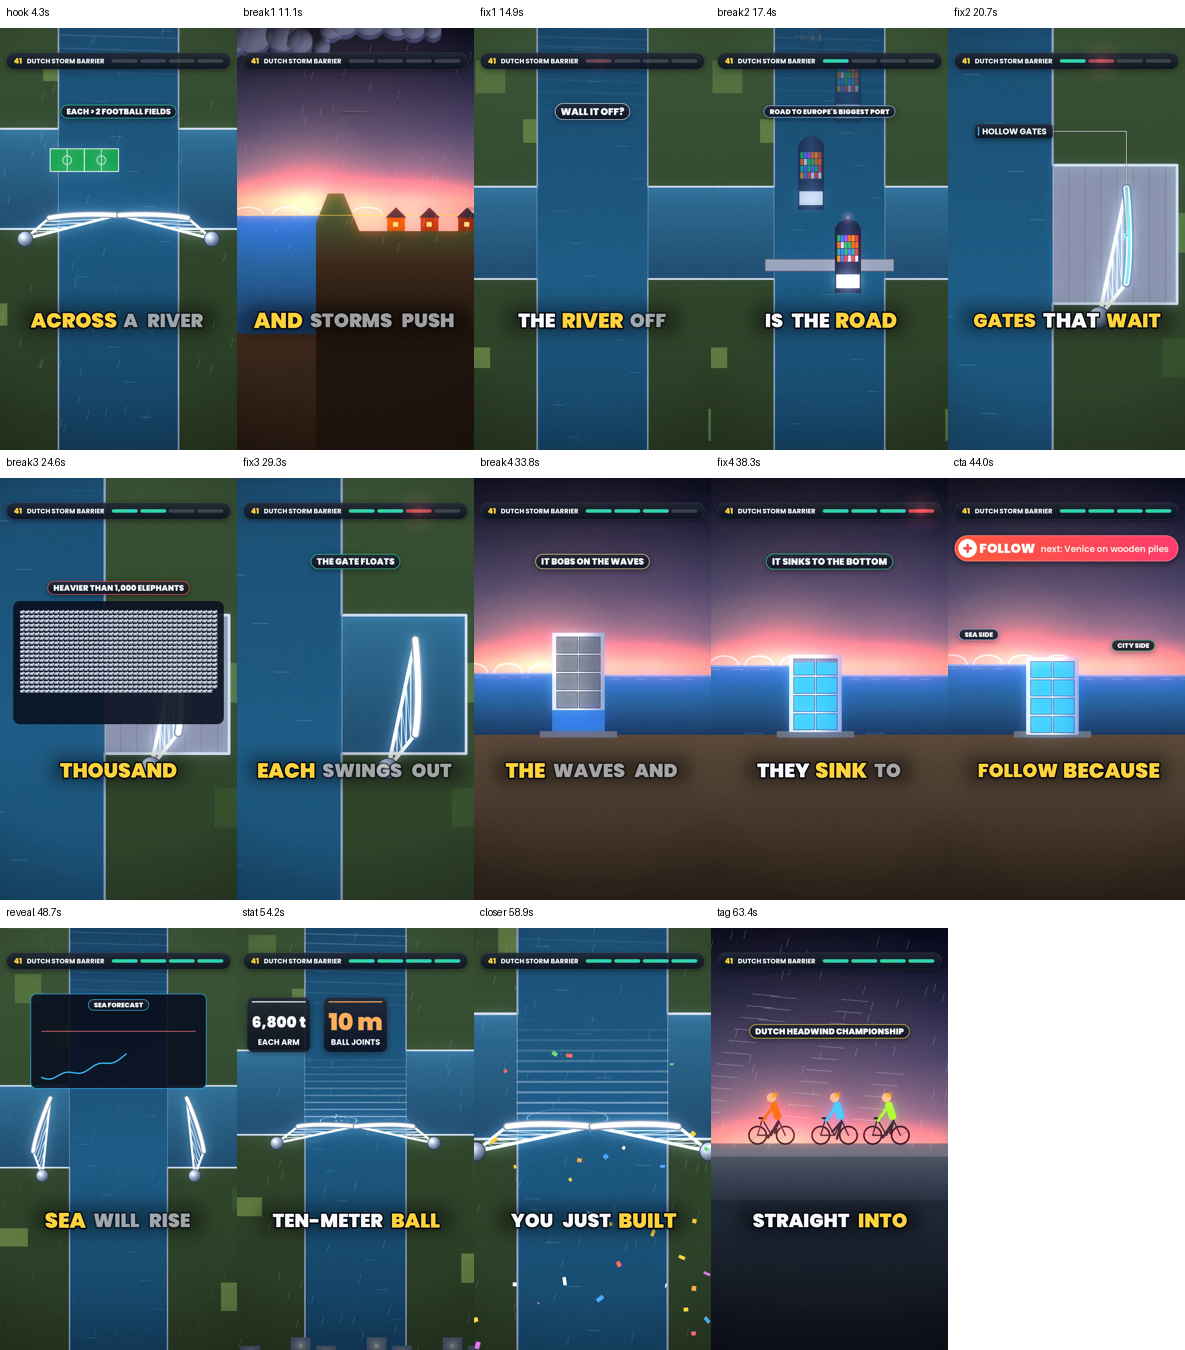 hook 4.3s
41 DUTCH STORM BARRIER
EACH > 2 FOOTBALL FIELDS
ACROSS A RIVER
break1 11.1s
41 DUTCH STORM BARRIER
AND STORMS PUSH
fix1 14.9s
41 DUTCH STORM BARRIER
WALL IT OFF?
THE RIVER OFF
break2 17.4s
41 DUTCH STORM BARRIER
ROAD TO EUROPE'S BIGGEST PORT
IS THE ROAD
fix2 20.7s
41 DUTCH STORM BARRIER
HOLLOW GATES
GATES THAT WAIT
break3 24.6s
41 DUTCH STORM BARRIER
HEAVIER THAN 1,000 ELEPHANTS
THOUSAND
fix3 29.3s
41 DUTCH STORM BARRIER
THE GATE FLOATS
EACH SWINGS OUT
break4 33.8s
41 DUTCH STORM BARRIER
IT BOBS ON THE WAVES
THE WAVES AND
fix4 38.3s
41 DUTCH STORM BARRIER
IT SINKS TO THE BOTTOM
THEY SINK TO
cta 44.0s
41 DUTCH STORM BARRIER
FOLLOW next: Venice on wooden piles
SEA SIDE
CITY SIDE
FOLLOW BECAUSE
reveal 48.7s
41 DUTCH STORM BARRIER
SEA FORECAST
SEA WILL RISE
stat 54.2s
41 DUTCH STORM BARRIER
6,800 t
EACH ARM
10 m
BALL JOINTS
TEN-METER BALL
closer 58.9s
41 DUTCH STORM BARRIER
YOU JUST BUILT
tag 63.4s
41 DUTCH STORM BARRIER
DUTCH HEADWIND CHAMPIONSHIP
STRAIGHT INTO